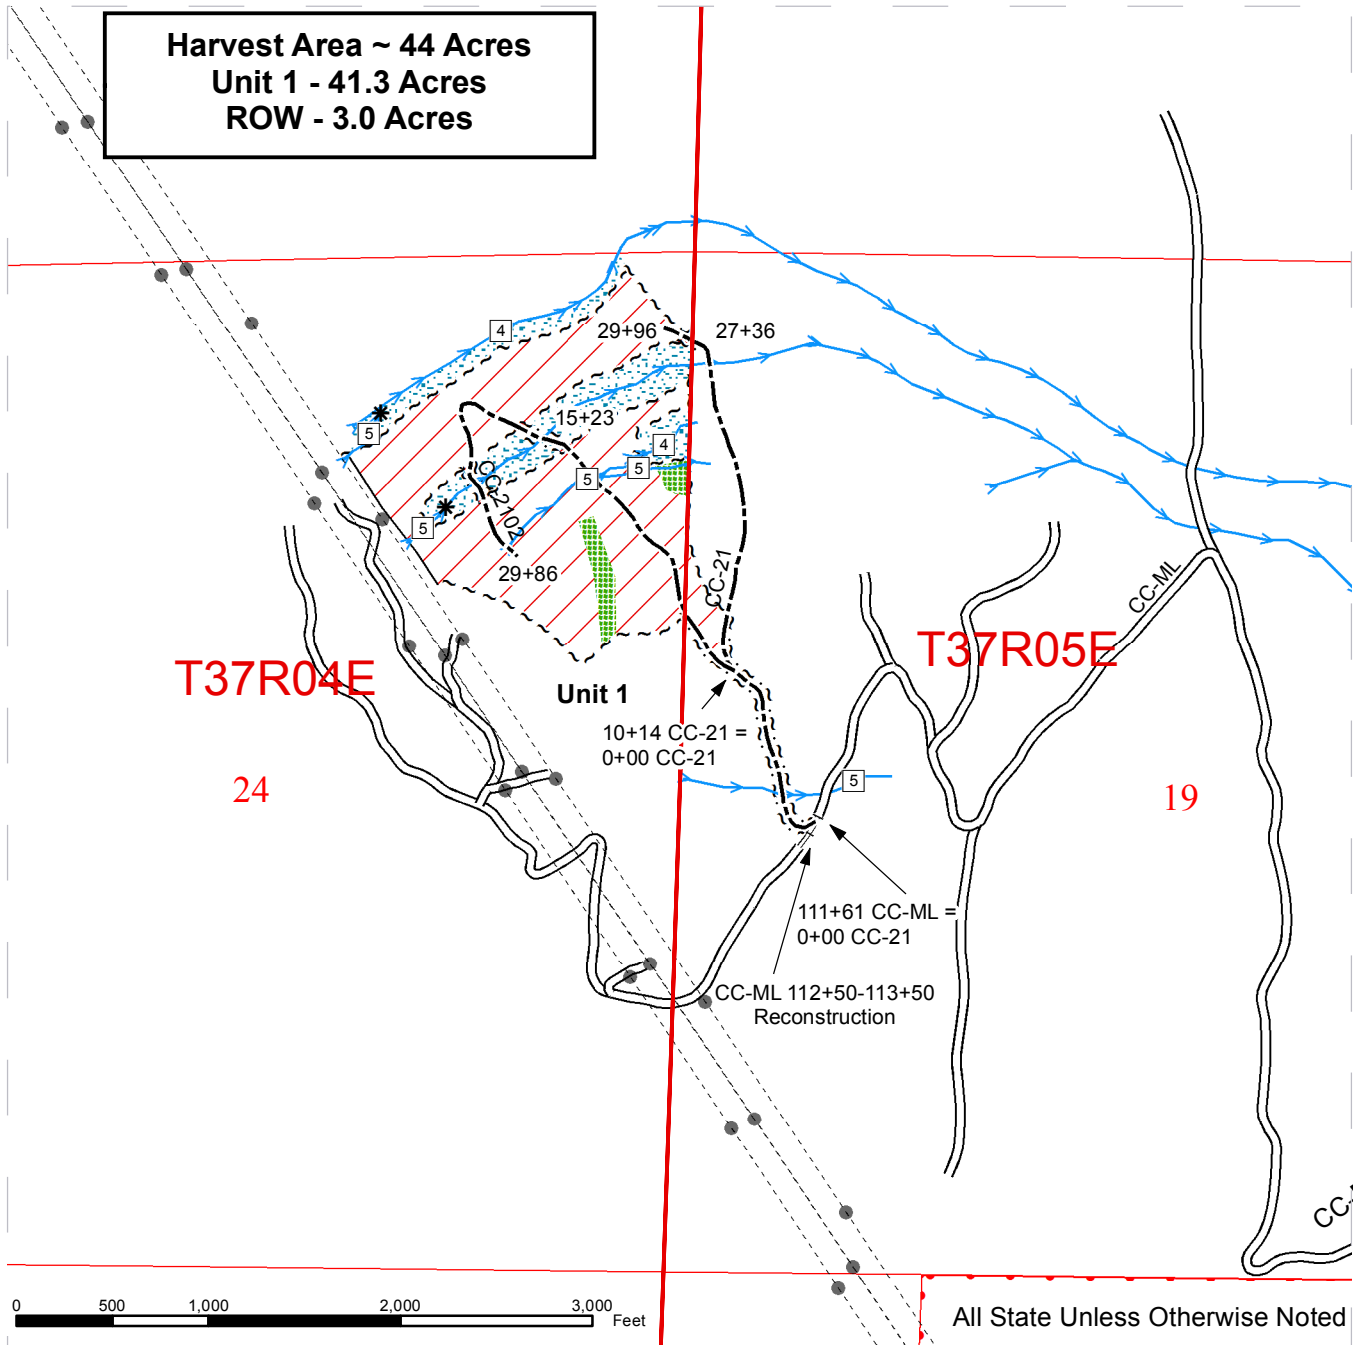 Harvest Area ~ 44 Acres
Unit 1 - 41.3 Acres
ROW - 3.0 Acres
4
29+96
27+36
15+23
5
4
5
5
CC-2102
5
29+86
CC-21
CC-ML
T37R04E
T37R05E
Unit 1
10+14 CC-21 =
0+00 CC-21
24
5
19
111+61 CC-ML =
0+00 CC-21
CC-ML 112+50-113+50
Reconstruction
CC-
0 500 1,000 2,000 3,000
Feet
All State Unless Otherwise Noted